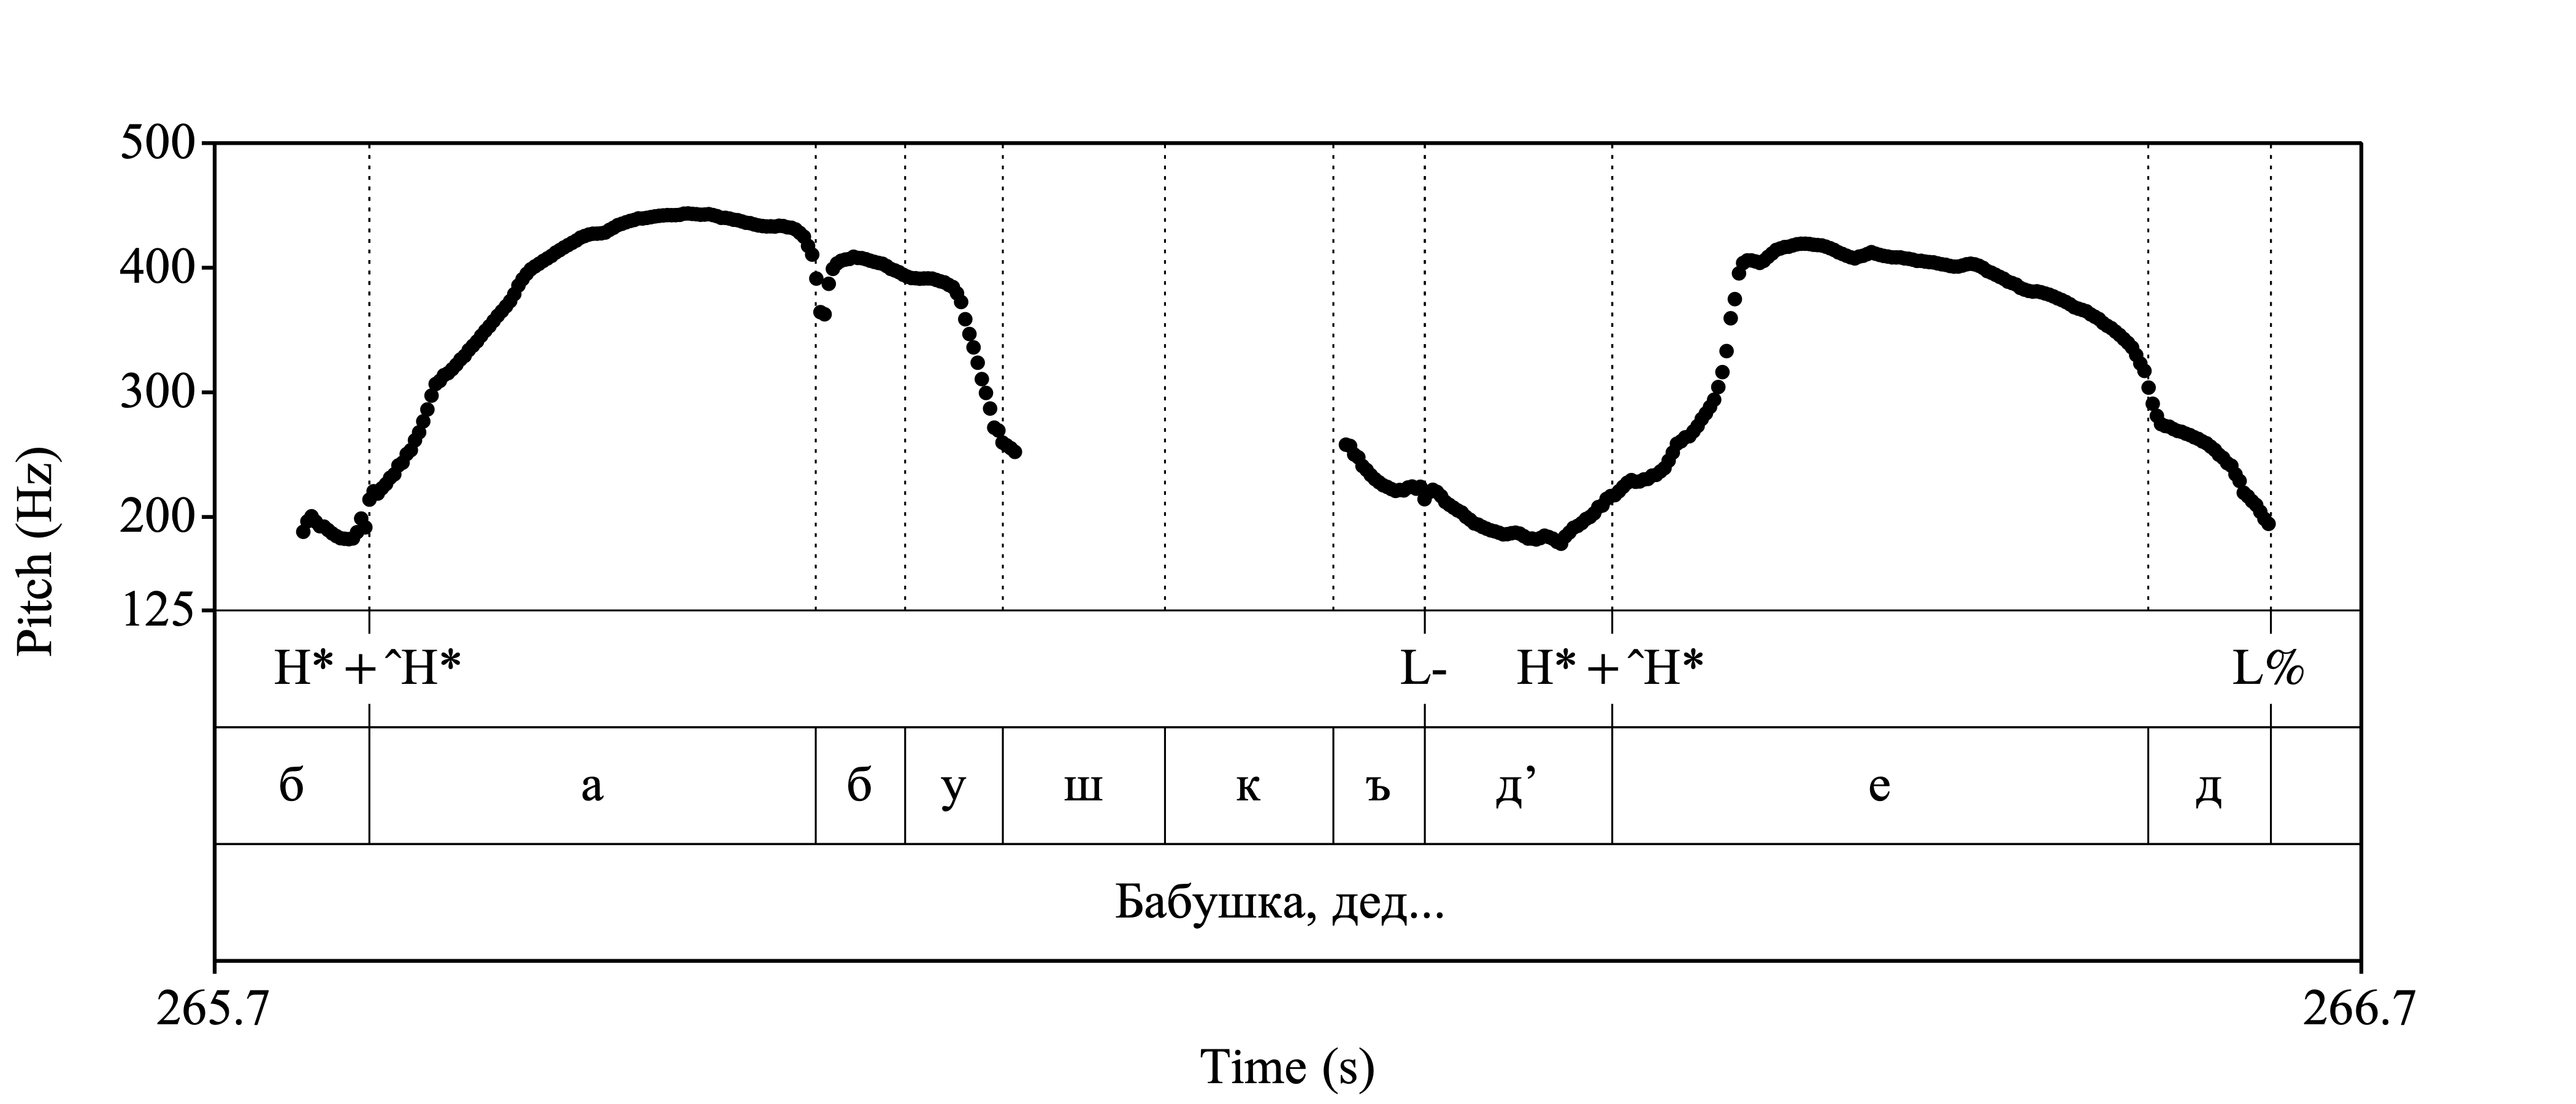 500
400
300
200
125
Pitch (Hz)
H* + ˆH* L- H* + ˆH* L%
б а б у ш к ъ д’ е д
Бабушка, дед...
265.7 266.7
Time (s)